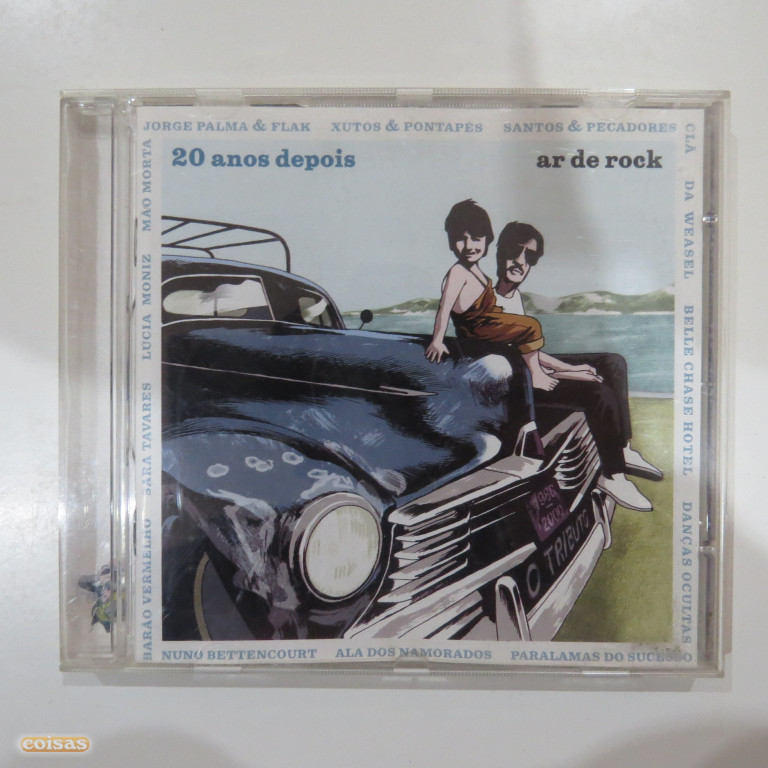 JORGE PALMA & FLAK XUTOS & PONTAPÉS SANTOS & PECADORES
20 anos depois
ar de rock
CLÃ DA WEASEL BELLE CHASE HOTEL DANÇAS OCULTAS
BARÃO VERMELHO SARA TAVARES LUCIA MONIZ MÃO MORTA
1980
2000
O TRIBUTO
NUNO BETTENCOURT ALA DOS NAMORADOS PARALAMAS DO SUCESSO
coisas